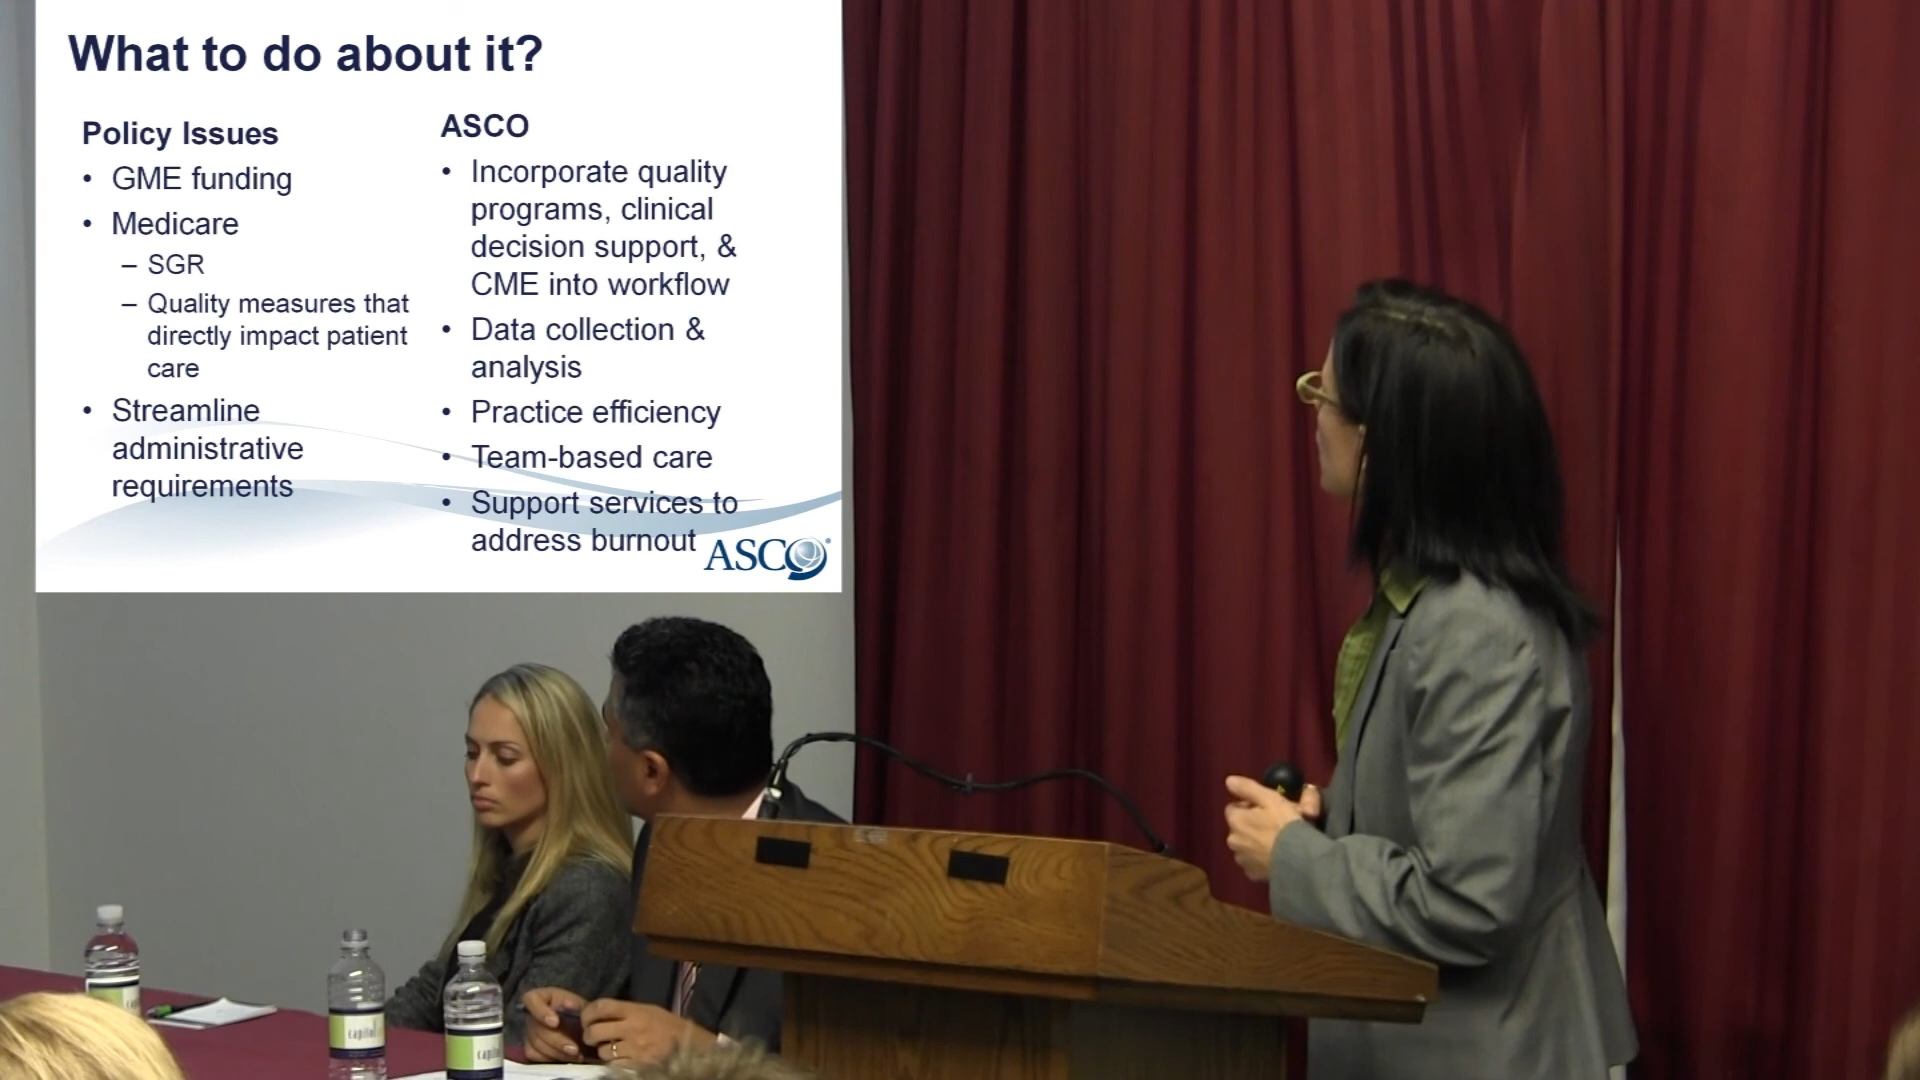 What to do about it?
Policy Issues
• GME funding
• Medicare
– SGR
– Quality measures that
directly impact patient
care
• Streamline
administrative
requirements
ASCO
• Incorporate quality
programs, clinical
decision support, &
CME into workflow
• Data collection &
analysis
• Practice efficiency
• Team-based care
• Support services to
address burnout
ASCO®
capitol